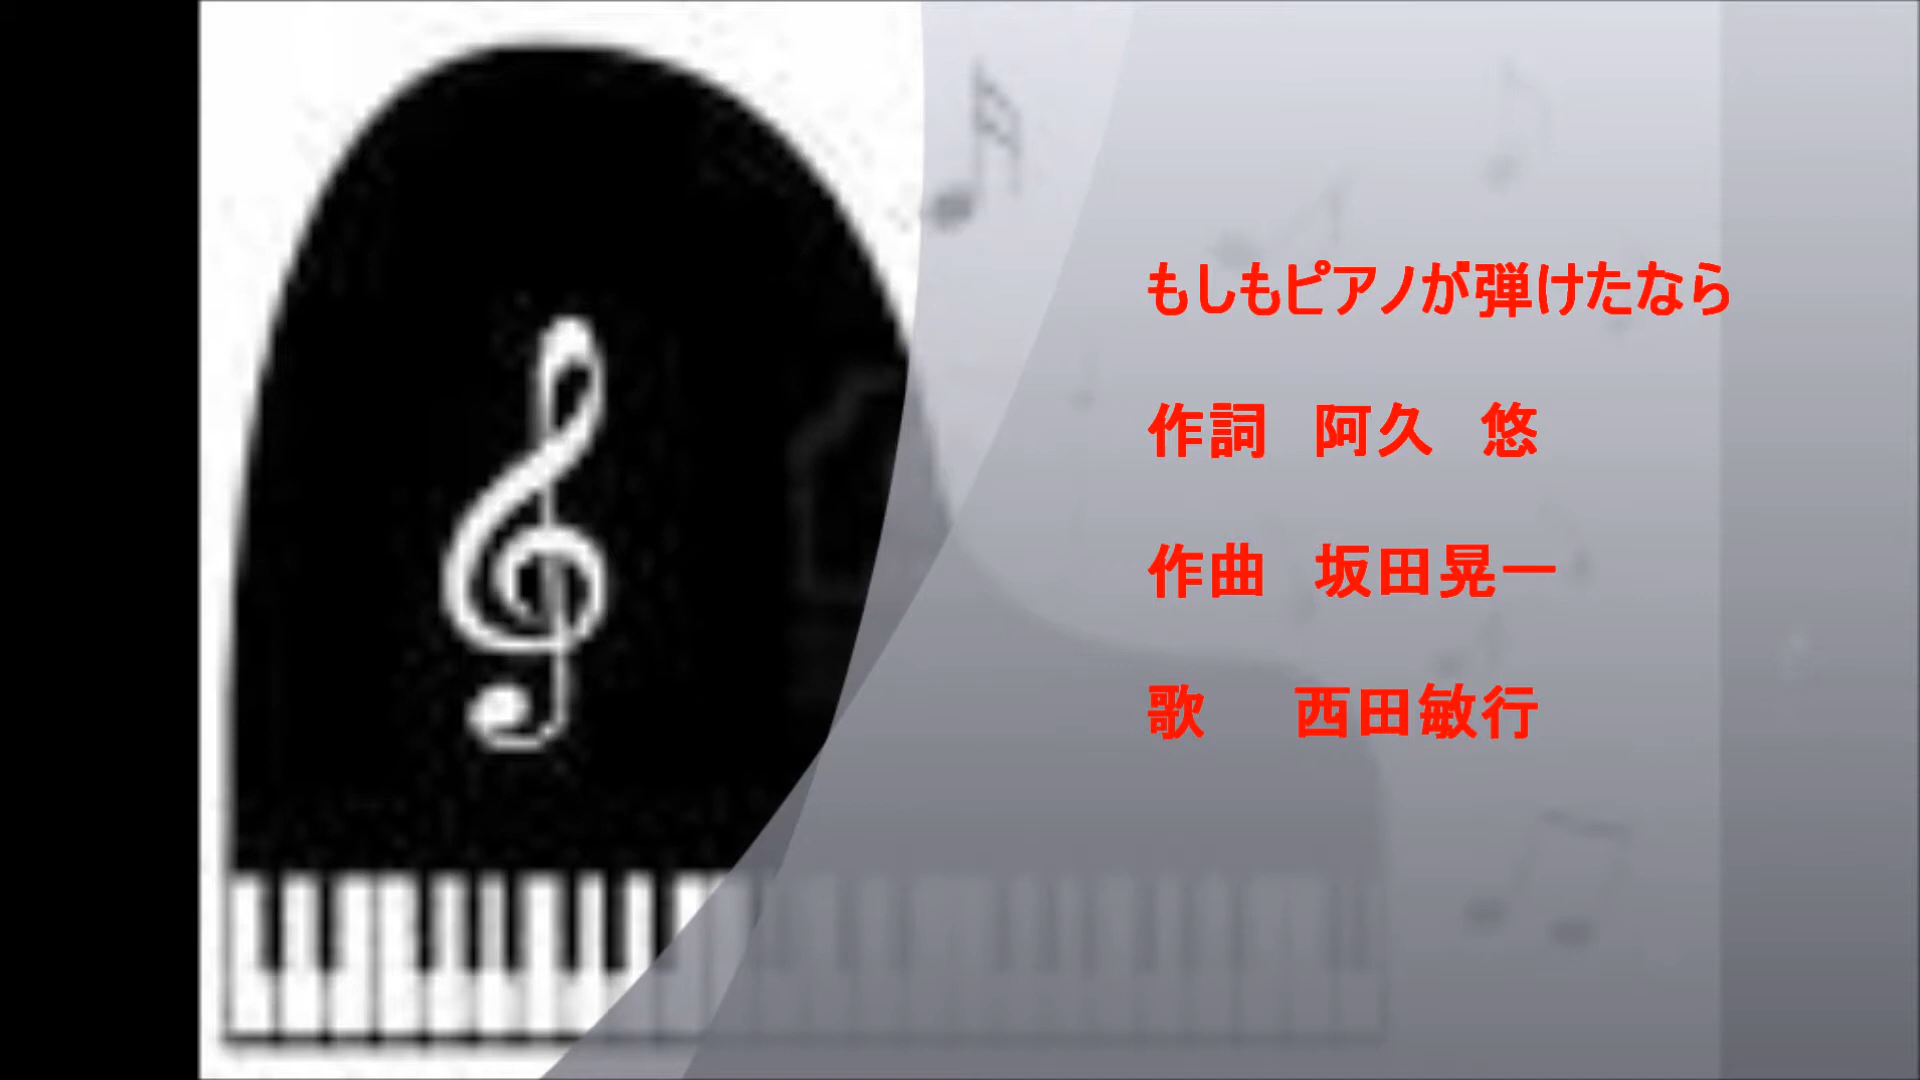 もしもピアノが弾けたなら
作詞　阿久　悠
作曲　坂田晃一
歌　　西田敏行